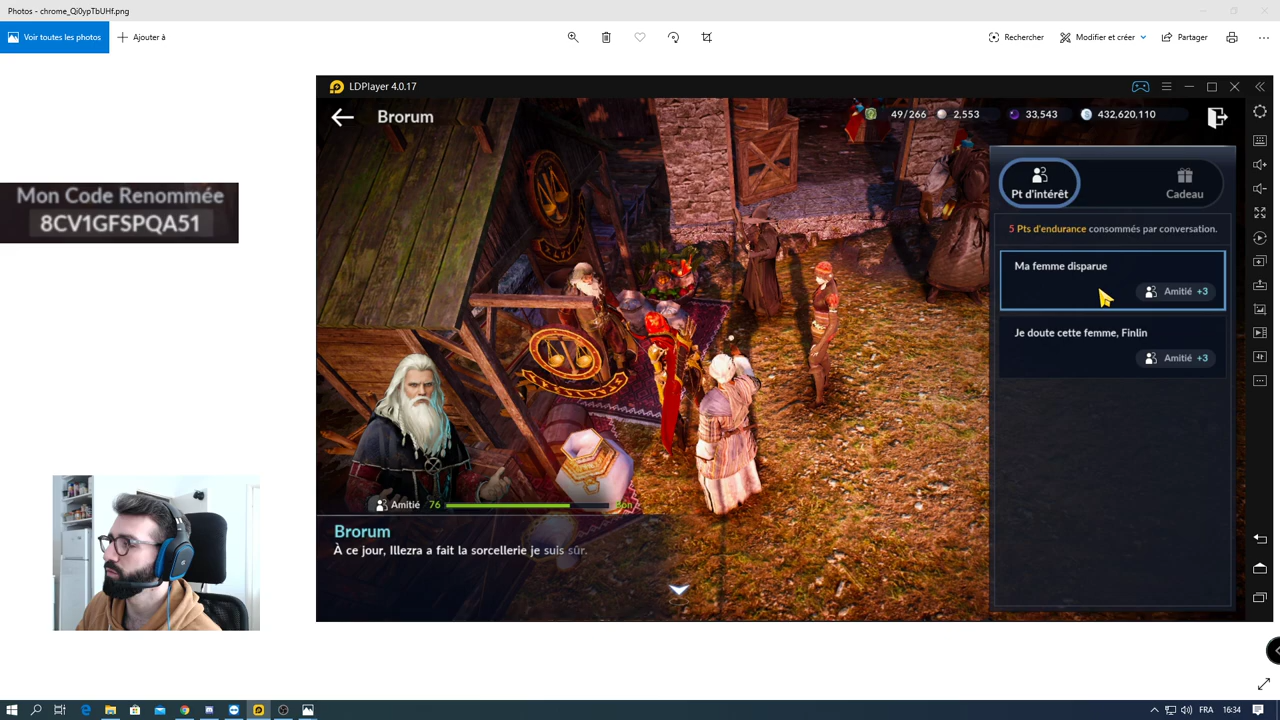 Photos - chrome_Qi0ypTbUHf.png
Voir toutes les photos
Ajouter à
Rechercher
Modifier et créer
Partager
LDPlayer 4.0.17
Brorum
49/266
2,553
33,543
432,620,110
Mon Code Renommée
8CV1GFSPQA51
Pt d'intérêt
Cadeau
5 Pts d'endurance consommés par conversation.
Ma femme disparue
Amitié +3
Je doute cette femme, Finlin
Amitié +3
Amitié 76
Bon
Brorum
À ce jour, Illezra a fait la sorcellerie je suis sûr.
FRA
16:34